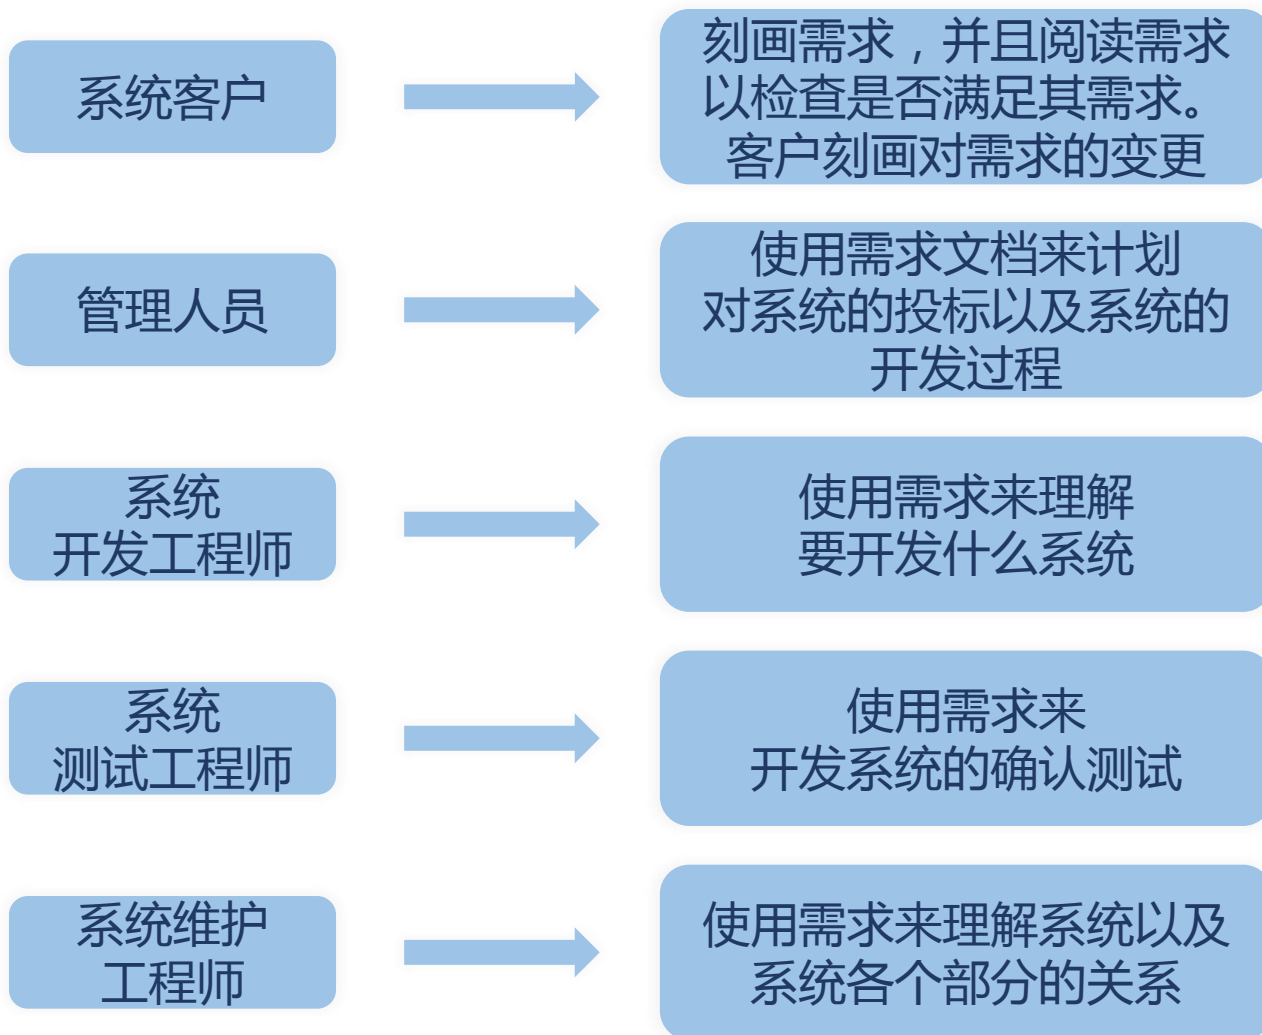 系统客户
刻画需求，并且阅读需求
以检查是否满足其需求。
客户刻画对需求的变更
管理人员
使用需求文档来计划
对系统的投标以及系统的
开发过程
系统
开发工程师
使用需求来理解
要开发什么系统
系统
测试工程师
使用需求来
开发系统的确认测试
系统维护
工程师
使用需求来理解系统以及
系统各个部分的关系